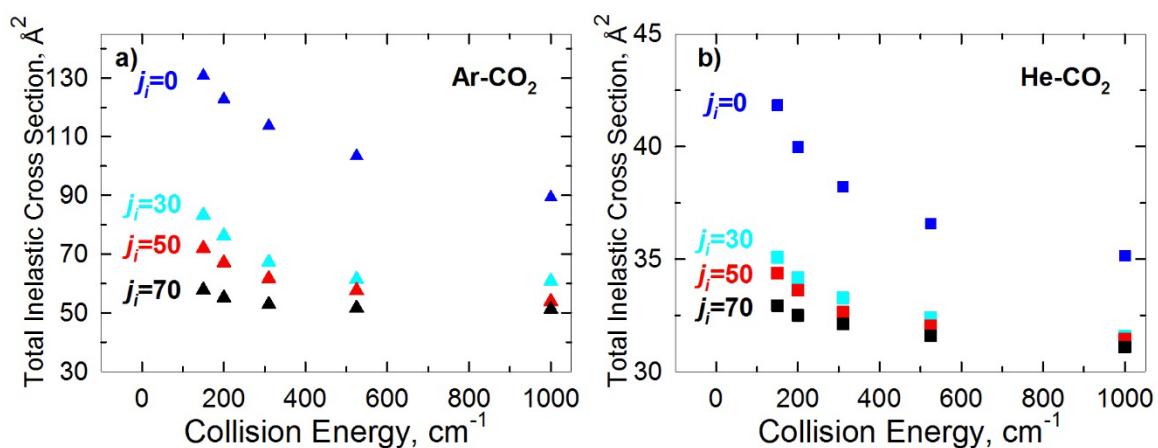 a)
Ar-CO₂
jᵢ=0
jᵢ=30
jᵢ=50
jᵢ=70
Total Inelastic Cross Section, Å²
130
110
90
70
50
30
0 200 400 600 800 1000
Collision Energy, cm⁻¹
b)
He-CO₂
jᵢ=0
jᵢ=30
jᵢ=50
jᵢ=70
Total Inelastic Cross Section, Å²
45
40
35
30
0 200 400 600 800 1000
Collision Energy, cm⁻¹